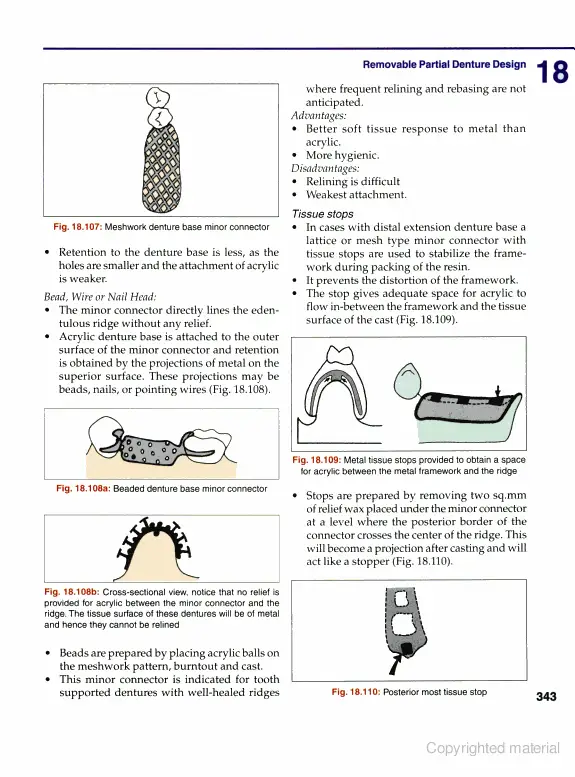 Removable Partial Denture Design
18
Fig. 18.107: Meshwork denture base minor connector
• Retention to the denture base is less, as the
holes are smaller and the attachment of acrylic
is weaker.
Bead, Wire or Nail Head:
• The minor connector directly lines the eden-
tulous ridge without any relief.
• Acrylic denture base is attached to the outer
surface of the minor connector and retention
is obtained by the projections of metal on the
superior surface. These projections may be
beads, nails, or pointing wires (Fig. 18.108).
Fig. 18.108a: Beaded denture base minor connector
Fig. 18.108b: Cross-sectional view, notice that no relief is
provided for acrylic between the minor connector and the
ridge. The tissue surface of these dentures will be of metal
and hence they cannot be relined
• Beads are prepared by placing acrylic balls on
the meshwork pattern, burntout and cast.
• This minor connector is indicated for tooth
supported dentures with well-healed ridges
where frequent relining and rebasing are not
anticipated.
Advantages:
• Better soft tissue response to metal than
acrylic.
• More hygienic.
Disadvantages:
• Relining is difficult
• Weakest attachment.
Tissue stops
• In cases with distal extension denture base a
lattice or mesh type minor connector with
tissue stops are used to stabilize the frame-
work during packing of the resin.
• It prevents the distortion of the framework.
• The stop gives adequate space for acrylic to
flow in-between the framework and the tissue
surface of the cast (Fig. 18.109).
Fig. 18.109: Metal tissue stops provided to obtain a space
for acrylic between the metal framework and the ridge
• Stops are prepared by removing two sq.mm
of relief wax placed under the minor connector
at a level where the posterior border of the
connector crosses the center of the ridge. This
will become a projection after casting and will
act like a stopper (Fig. 18.110).
Fig. 18.110: Posterior most tissue stop
343
Copyrighted material